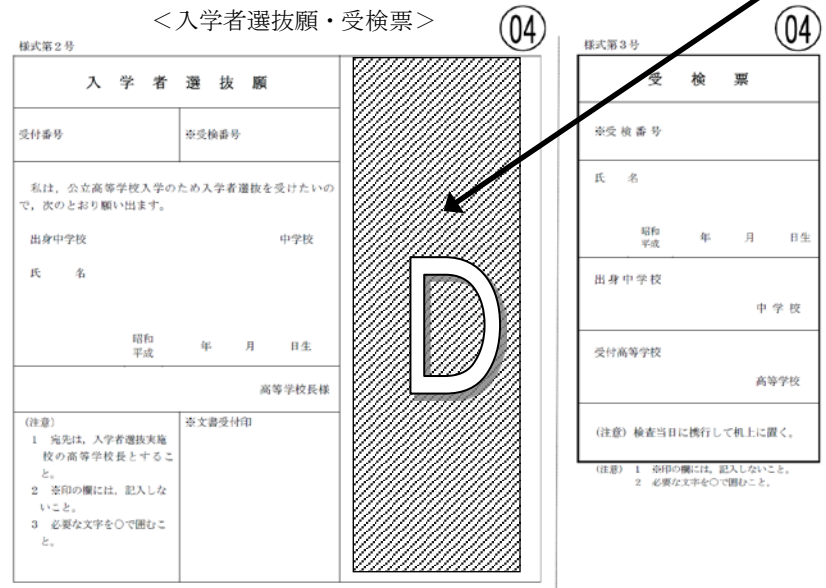 <入学者選抜願・受検票>
04
様式第2号
入学者選抜願
受付番号
※受検番号
私は，公立高等学校入学のため入学者選抜を受けたいの
で，次のとおり願い出ます。
出身中学校 中学校
氏 名
昭和
平成
年 月 日生
高等学校長様
(注意)
1 宛先は，入学者選抜実施
校の高等学校長とするこ
と。
2 ※印の欄には，記入しな
いこと。
3 必要な文字を○で囲むこ
と。
※文書受付印
D
04
様式第3号
受検票
※受検番号
氏 名
昭和
平成
年 月 日生
出身中学校
中学校
受付高等学校
高等学校
(注意) 検査当日に携行して机上に置く。
(注意) 1 ※印の欄には，記入しないこと。
2 必要な文字を○で囲むこと。